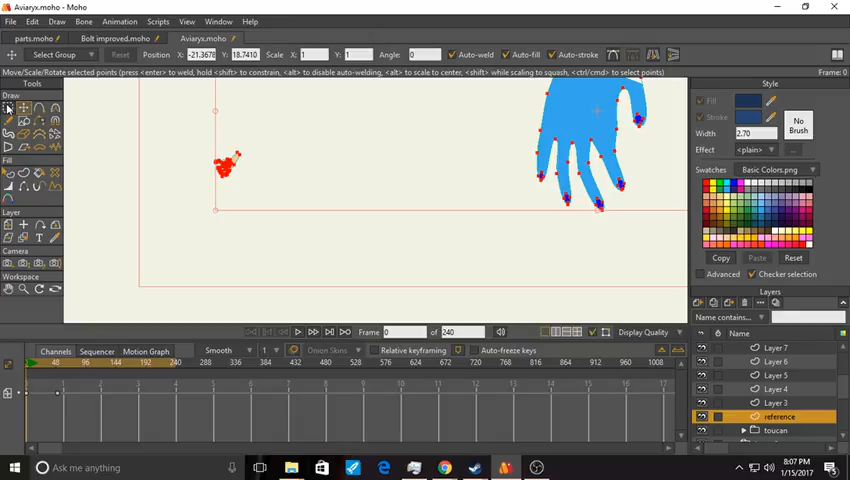 Aviaryx.moho - Moho
File Edit Draw Bone Animation Scripts View Window Help
parts.moho Bolt improved.moho Aviaryx.moho
Select Group Position X: -21.3678 Y: 18.7410 Scale X: 1 Y: 1 Angle: 0 Auto-weld Auto-fill Auto-stroke
Move/Scale/Rotate selected points (press <enter> to weld, hold <shift> to constrain, <alt> to disable auto-welding, <alt> to scale to center, <shift> while scaling to squash, <ctrl/cmd> to select points) Frame: 0
Tools
Draw
Fill
Layer
Camera
Workspace
Style
Fill
Stroke
No Brush
Width 2.70
Effect <plain> ...
Swatches Basic Colors.png
Copy Paste Reset
Advanced Checker selection
Layers
Name contains...
Name
Layer 7
Layer 6
Layer 5
Layer 4
Layer 3
reference
toucan
Frame 0 of 240 Display Quality
Channels Sequencer Motion Graph Smooth 1 Onion Skins Relative keyframing Auto-freeze keys
0 48 96 144 192 240 288 336 384 432 480 528 576 624 672 720 768 816 864 912 960 1008
1 2 3 4 5 6 7 8 9 10 11 12 13 14 15 16 17
Ask me anything
8:07 PM
1/15/2017